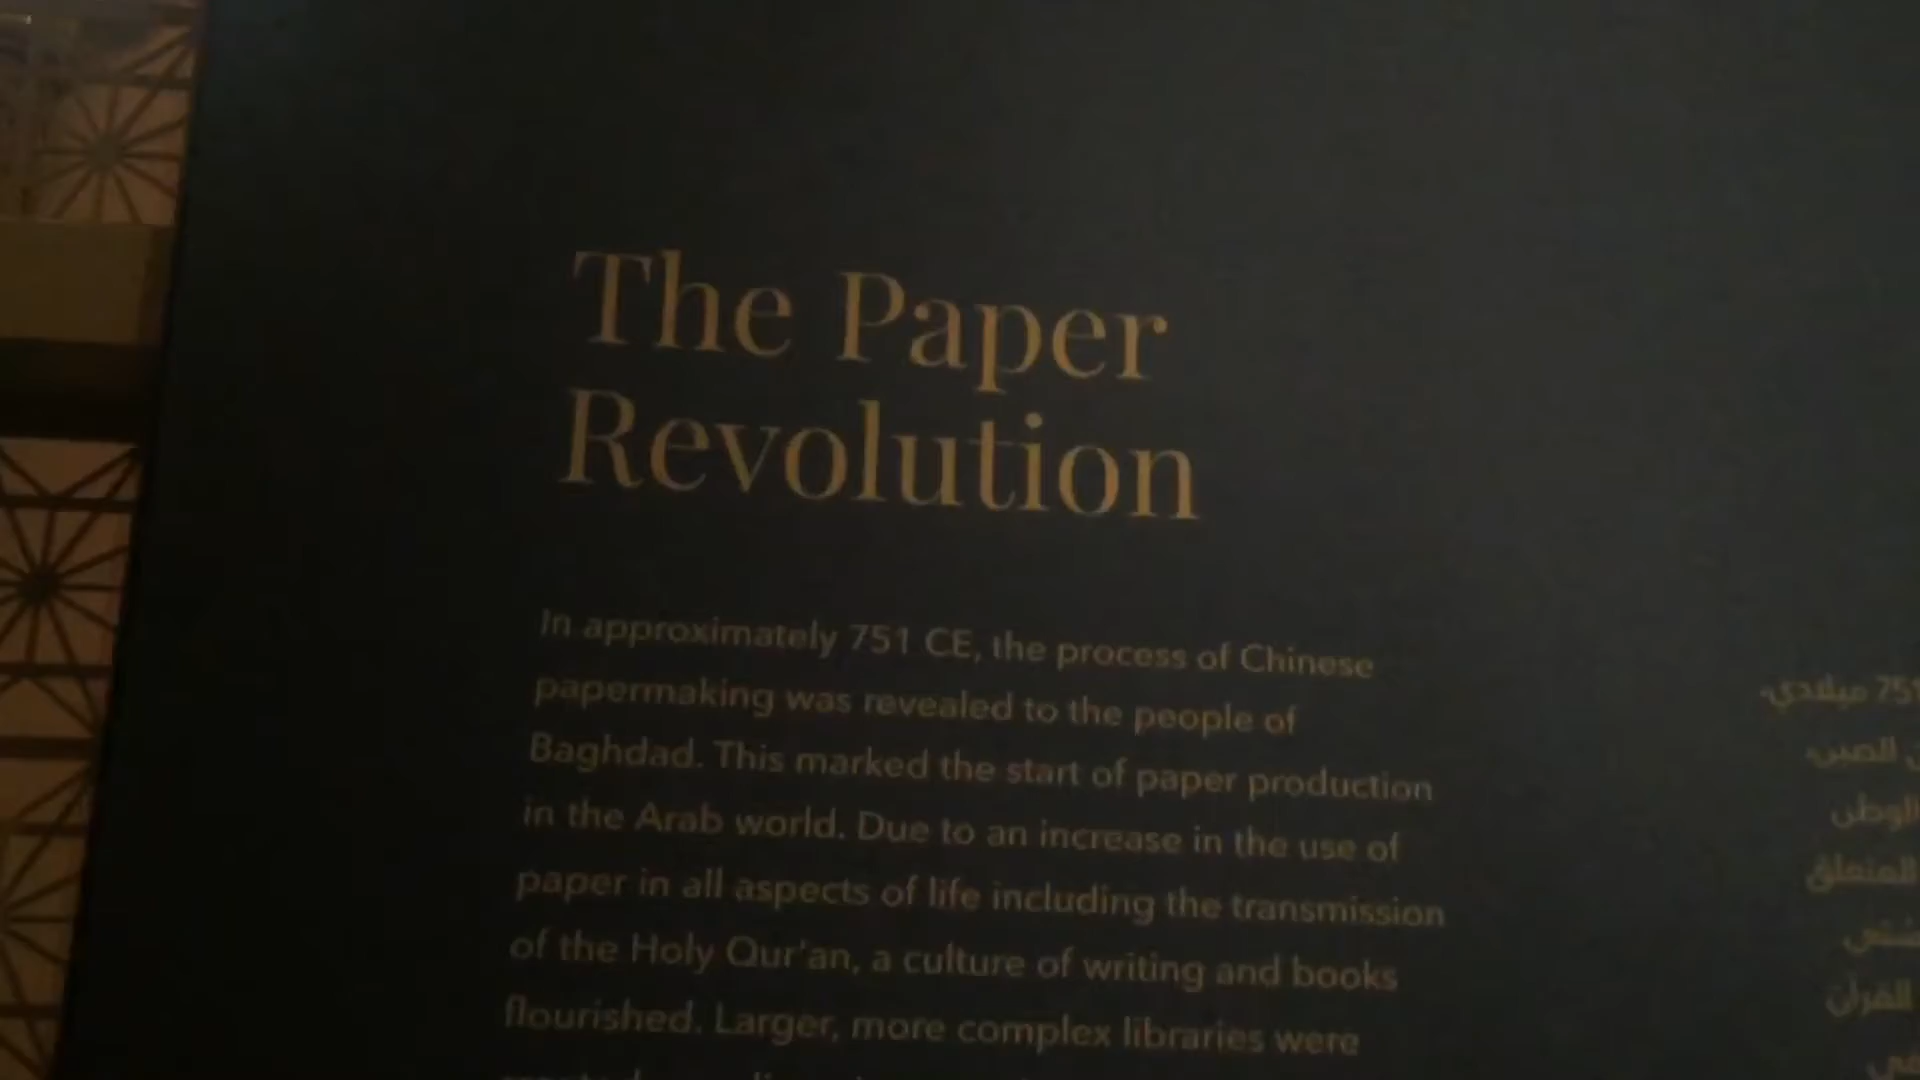 The Paper
Revolution
In approximately 751 CE, the process of Chinese
papermaking was revealed to the people of
Baghdad. This marked the start of paper production
in the Arab world. Due to an increase in the use of
paper in all aspects of life including the transmission
of the Holy Qur'an, a culture of writing and books
flourished. Larger, more complex libraries were
751 ميلادي،
الصين،
الوطن
المتعلق
القرآن